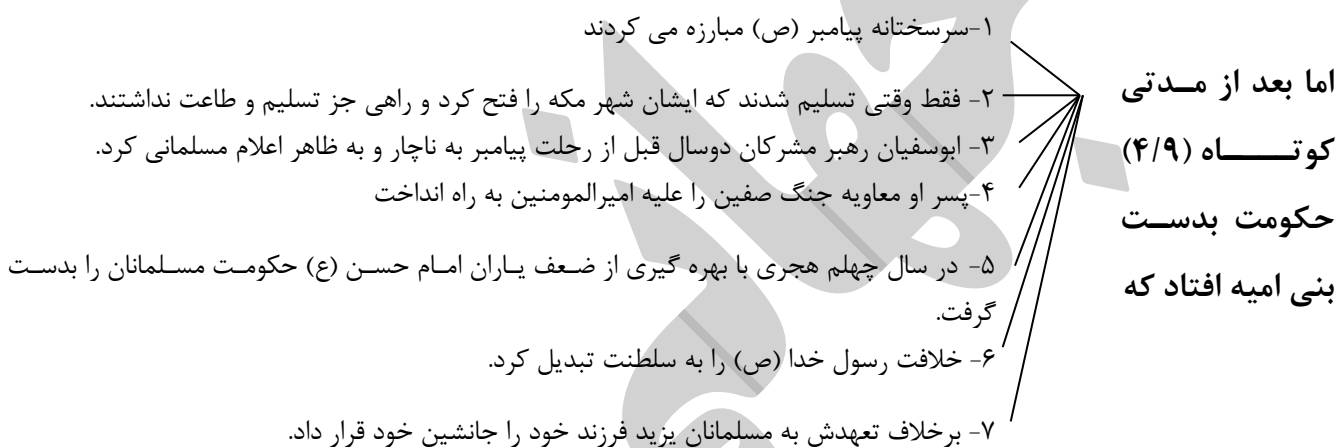 اما بعد از مدتی
کوتاه (۴/۹)
حکومت بدست
بنی امیه افتاد که
۱-سرسختانه پیامبر (ص) مبارزه می کردند
۲- فقط وقتی تسلیم شدند که ایشان شهر مکه را فتح کرد و راهی جز تسلیم و طاعت نداشتند.
۳- ابوسفیان رهبر مشرکان دوسال قبل از رحلت پیامبر به ناچار و به ظاهر اعلام مسلمانی کرد.
۴-پسر او معاویه جنگ صفین را علیه امیرالمومنین به راه انداخت
۵- در سال چهلم هجری با بهره گیری از ضعف یاران امام حسن (ع) حکومت مسلمانان را بدست
گرفت.
۶- خلافت رسول خدا (ص) را به سلطنت تبدیل کرد.
۷- برخلاف تعهدش به مسلمانان یزید فرزند خود را جانشین خود قرار داد.